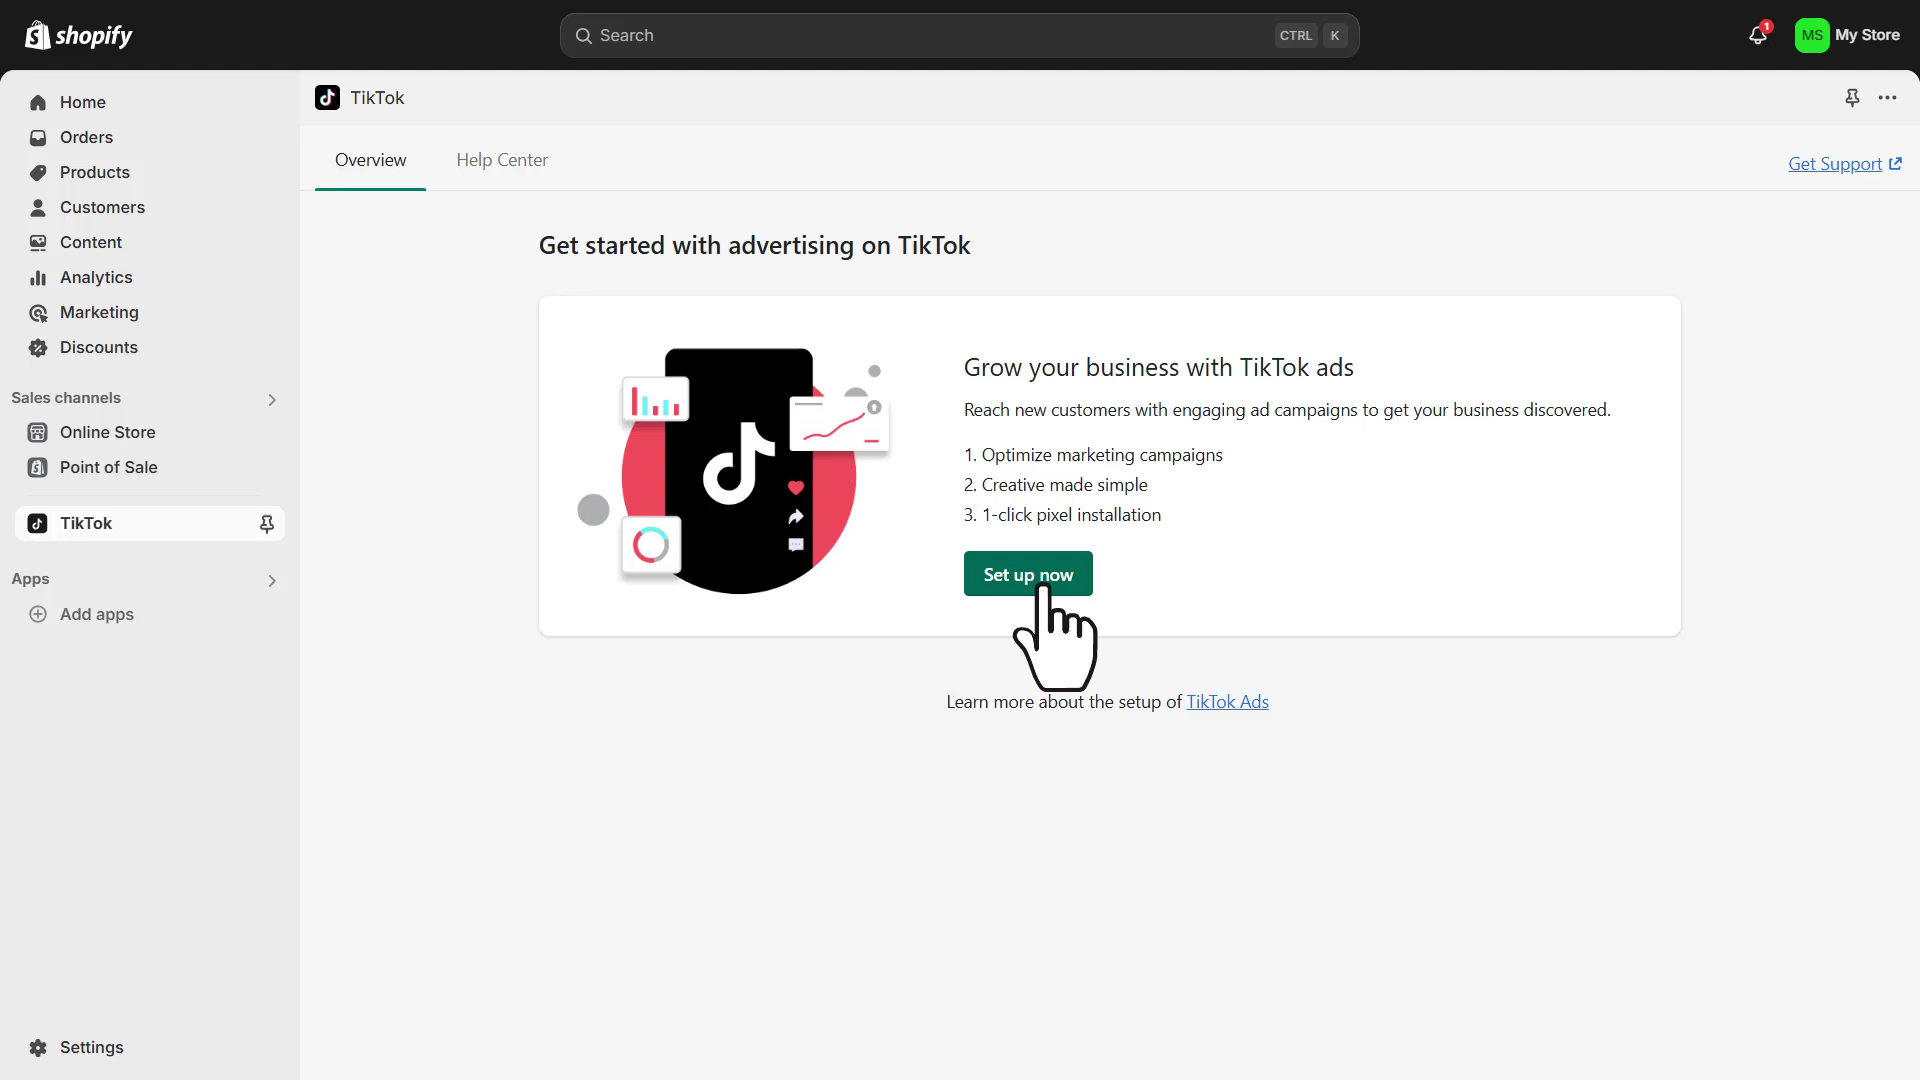 shopify
Search
CTRL K
1
MS My Store
Home
Orders
Products
Customers
Content
Analytics
Marketing
Discounts
Sales channels
Online Store
Point of Sale
TikTok
Apps
Add apps
Settings
TikTok
Overview Help Center
Get Support
Get started with advertising on TikTok
Grow your business with TikTok ads
Reach new customers with engaging ad campaigns to get your business discovered.
1. Optimize marketing campaigns
2. Creative made simple
3. 1-click pixel installation
Set up now
Learn more about the setup of TikTok Ads